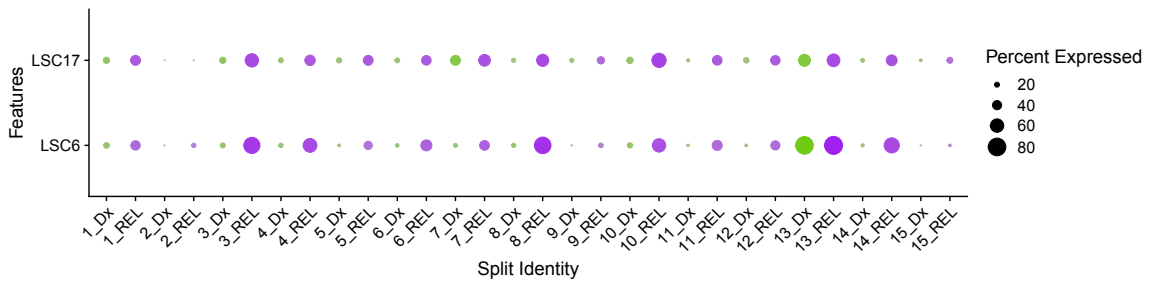 LSC17
LSC6
Features
1_Dx
1_REL
2_Dx
2_REL
3_Dx
3_REL
4_Dx
4_REL
5_Dx
5_REL
6_Dx
6_REL
7_Dx
7_REL
8_Dx
8_REL
9_Dx
9_REL
10_Dx
10_REL
11_Dx
11_REL
12_Dx
12_REL
13_Dx
13_REL
14_Dx
14_REL
15_Dx
15_REL
Split Identity
Percent Expressed
20
40
60
80